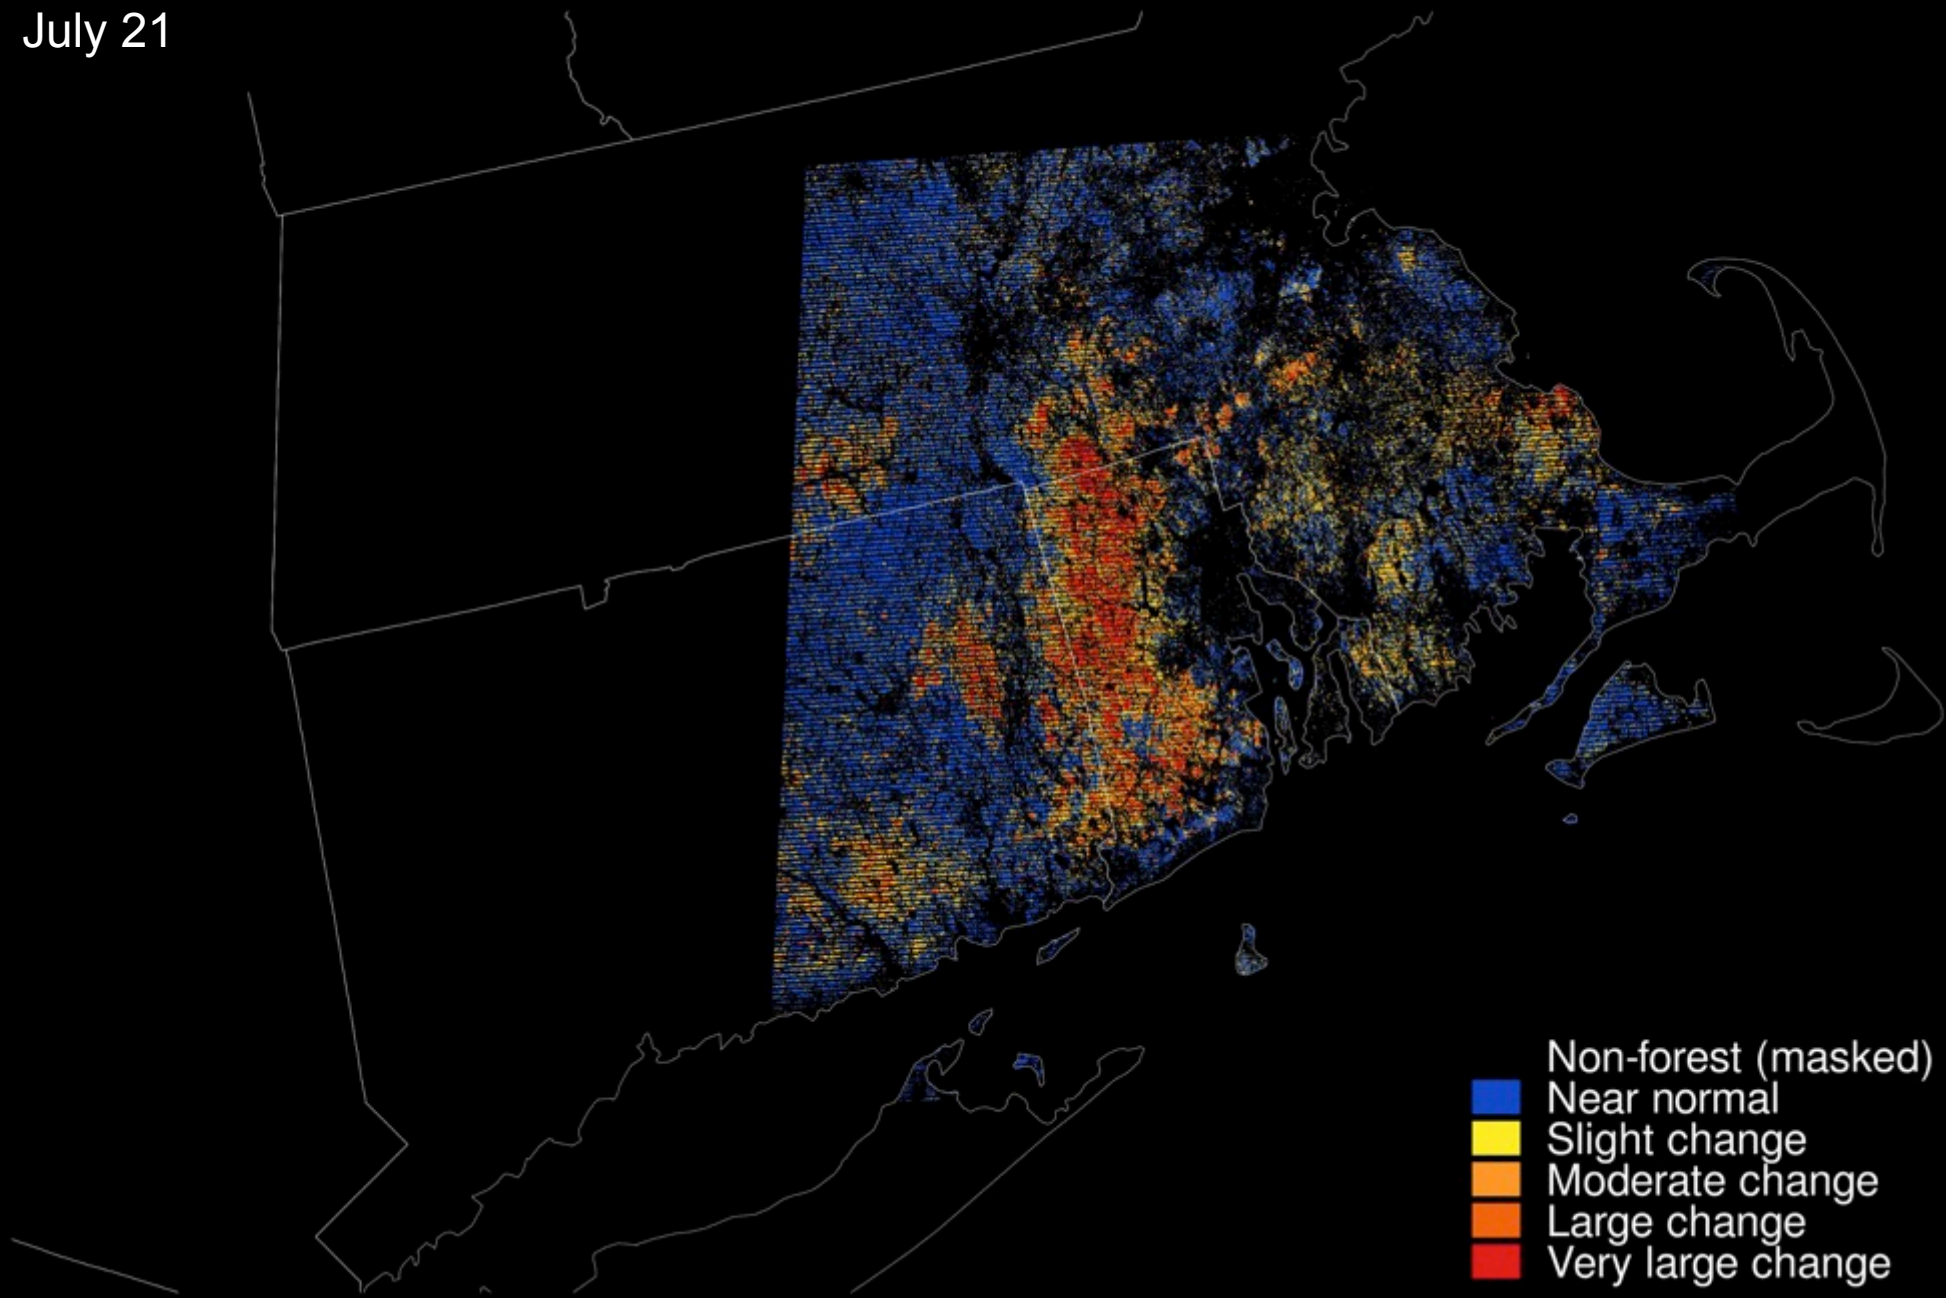 July 21
Non-forest (masked)
Near normal
Slight change
Moderate change
Large change
Very large change